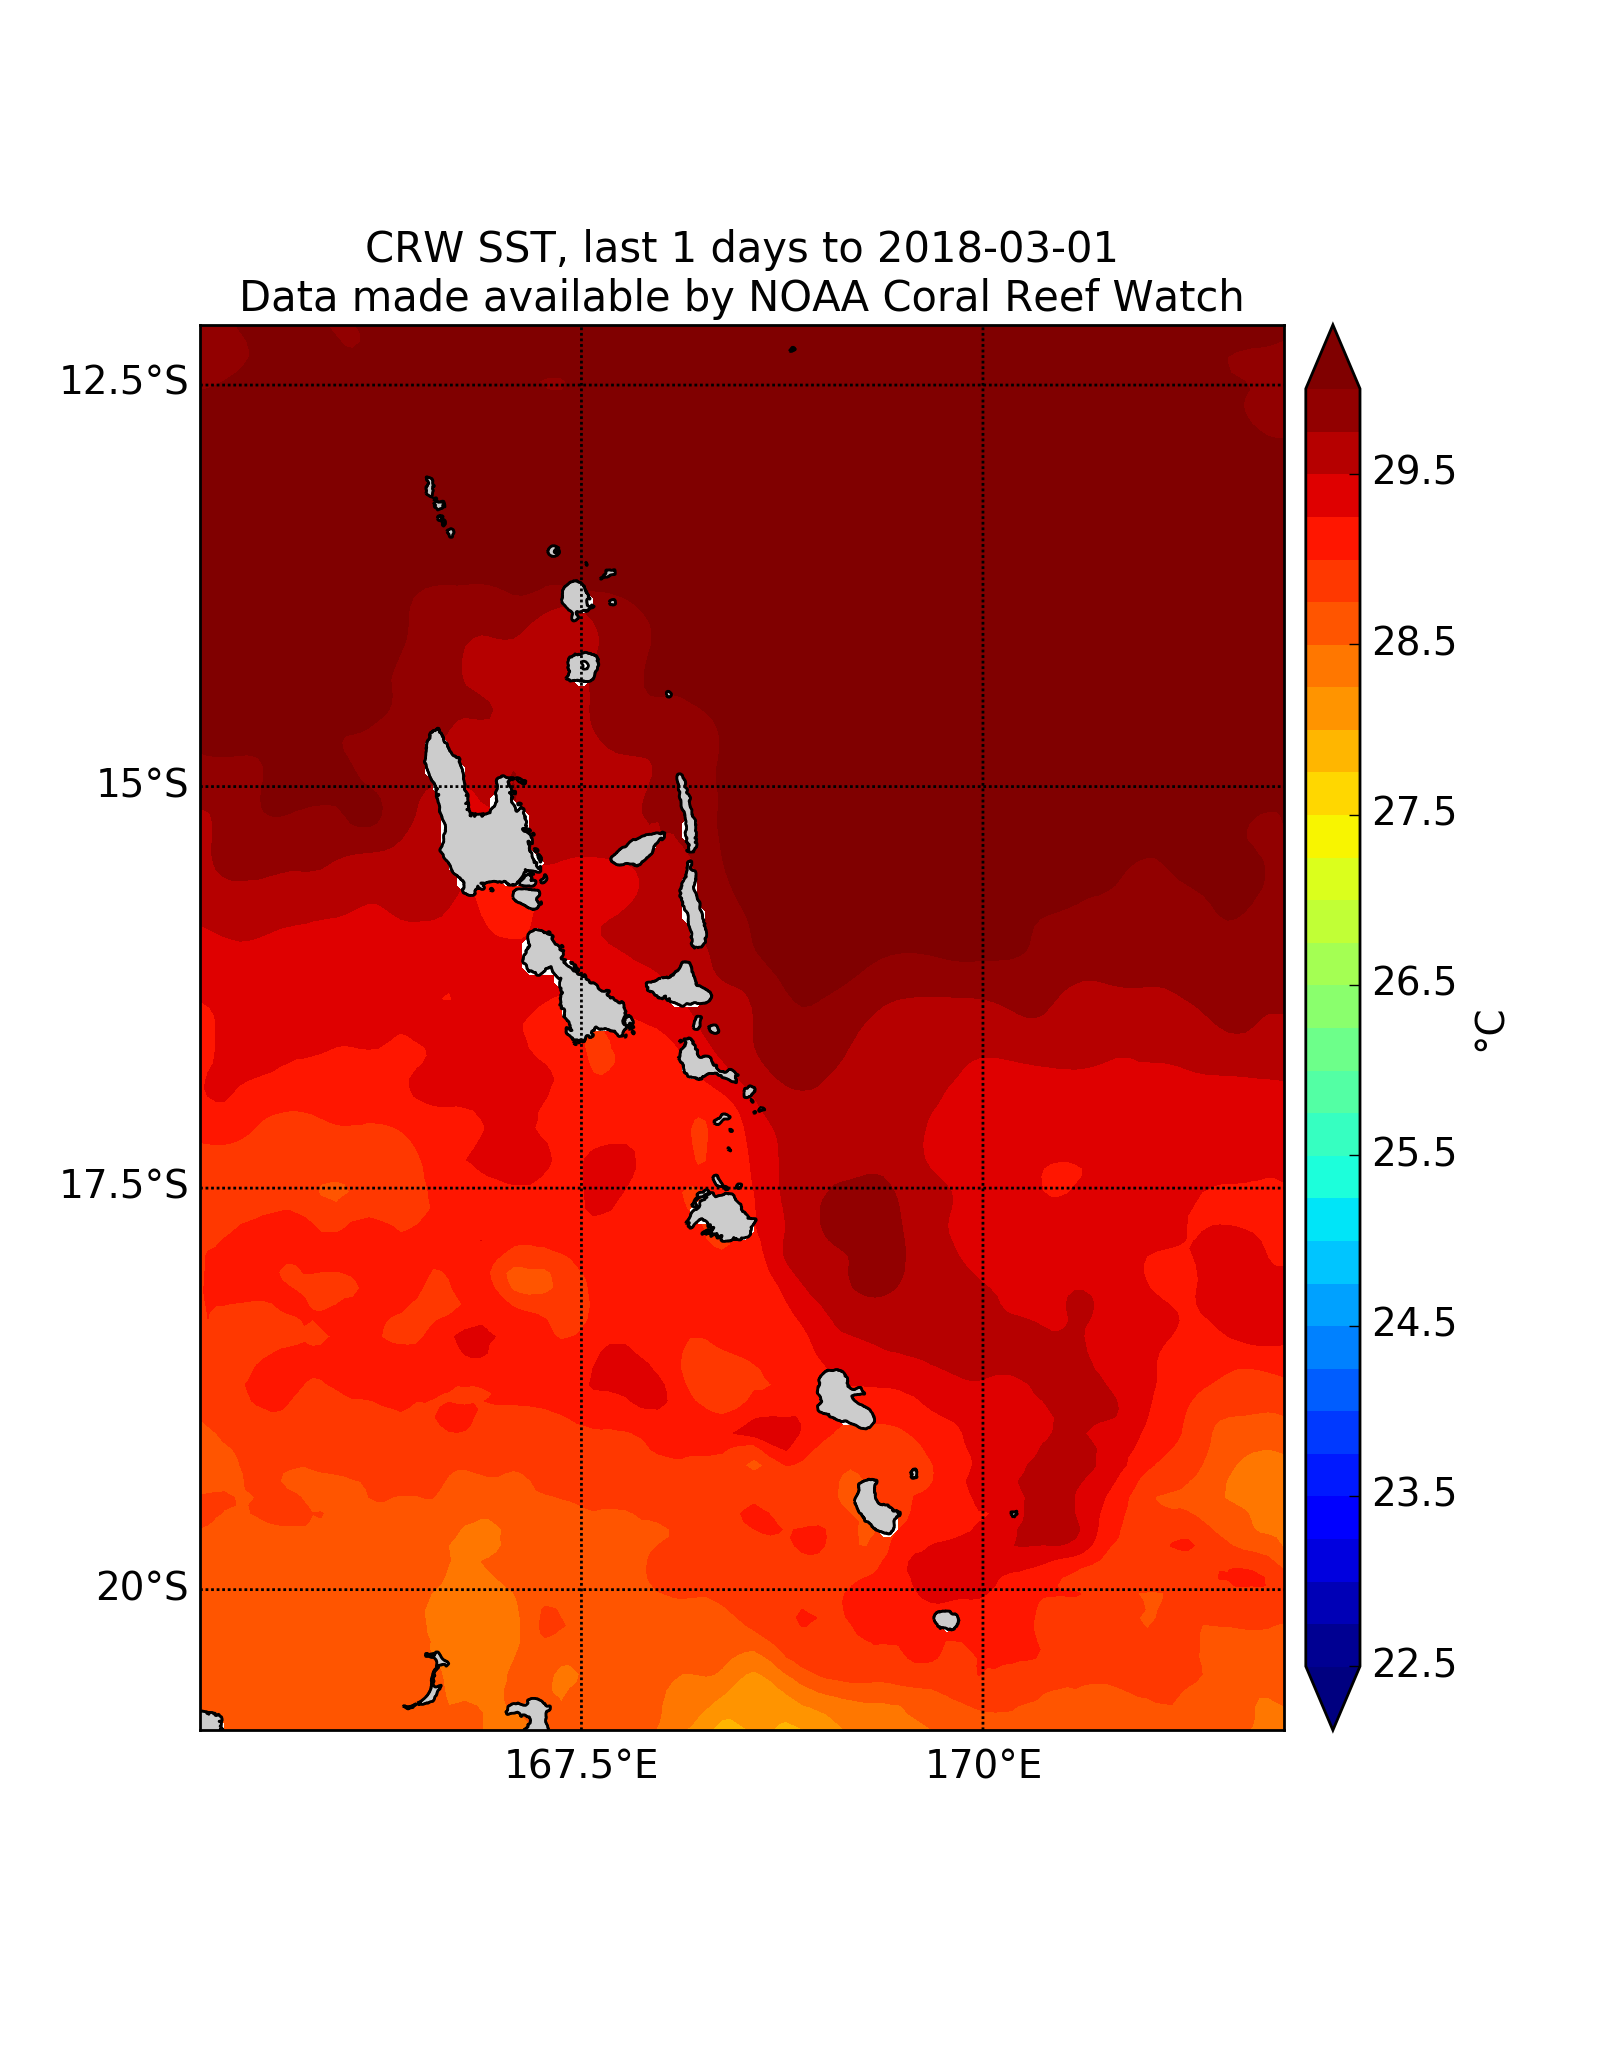 CRW SST, last 1 days to 2018-03-01
Data made available by NOAA Coral Reef Watch
12.5°S
15°S
17.5°S
20°S
167.5°E
170°E
29.5
28.5
27.5
26.5
25.5
24.5
23.5
22.5
°C